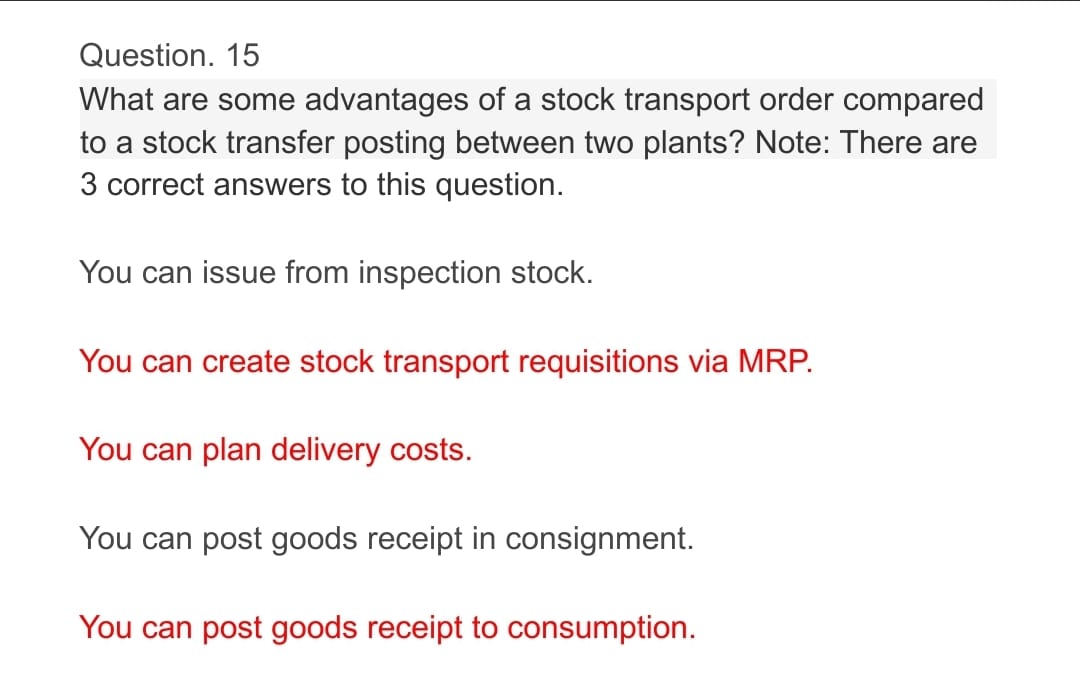 Question. 15
What are some advantages of a stock transport order compared
to a stock transfer posting between two plants? Note: There are
3 correct answers to this question.
You can issue from inspection stock.
You can create stock transport requisitions via MRP.
You can plan delivery costs.
You can post goods receipt in consignment.
You can post goods receipt to consumption.